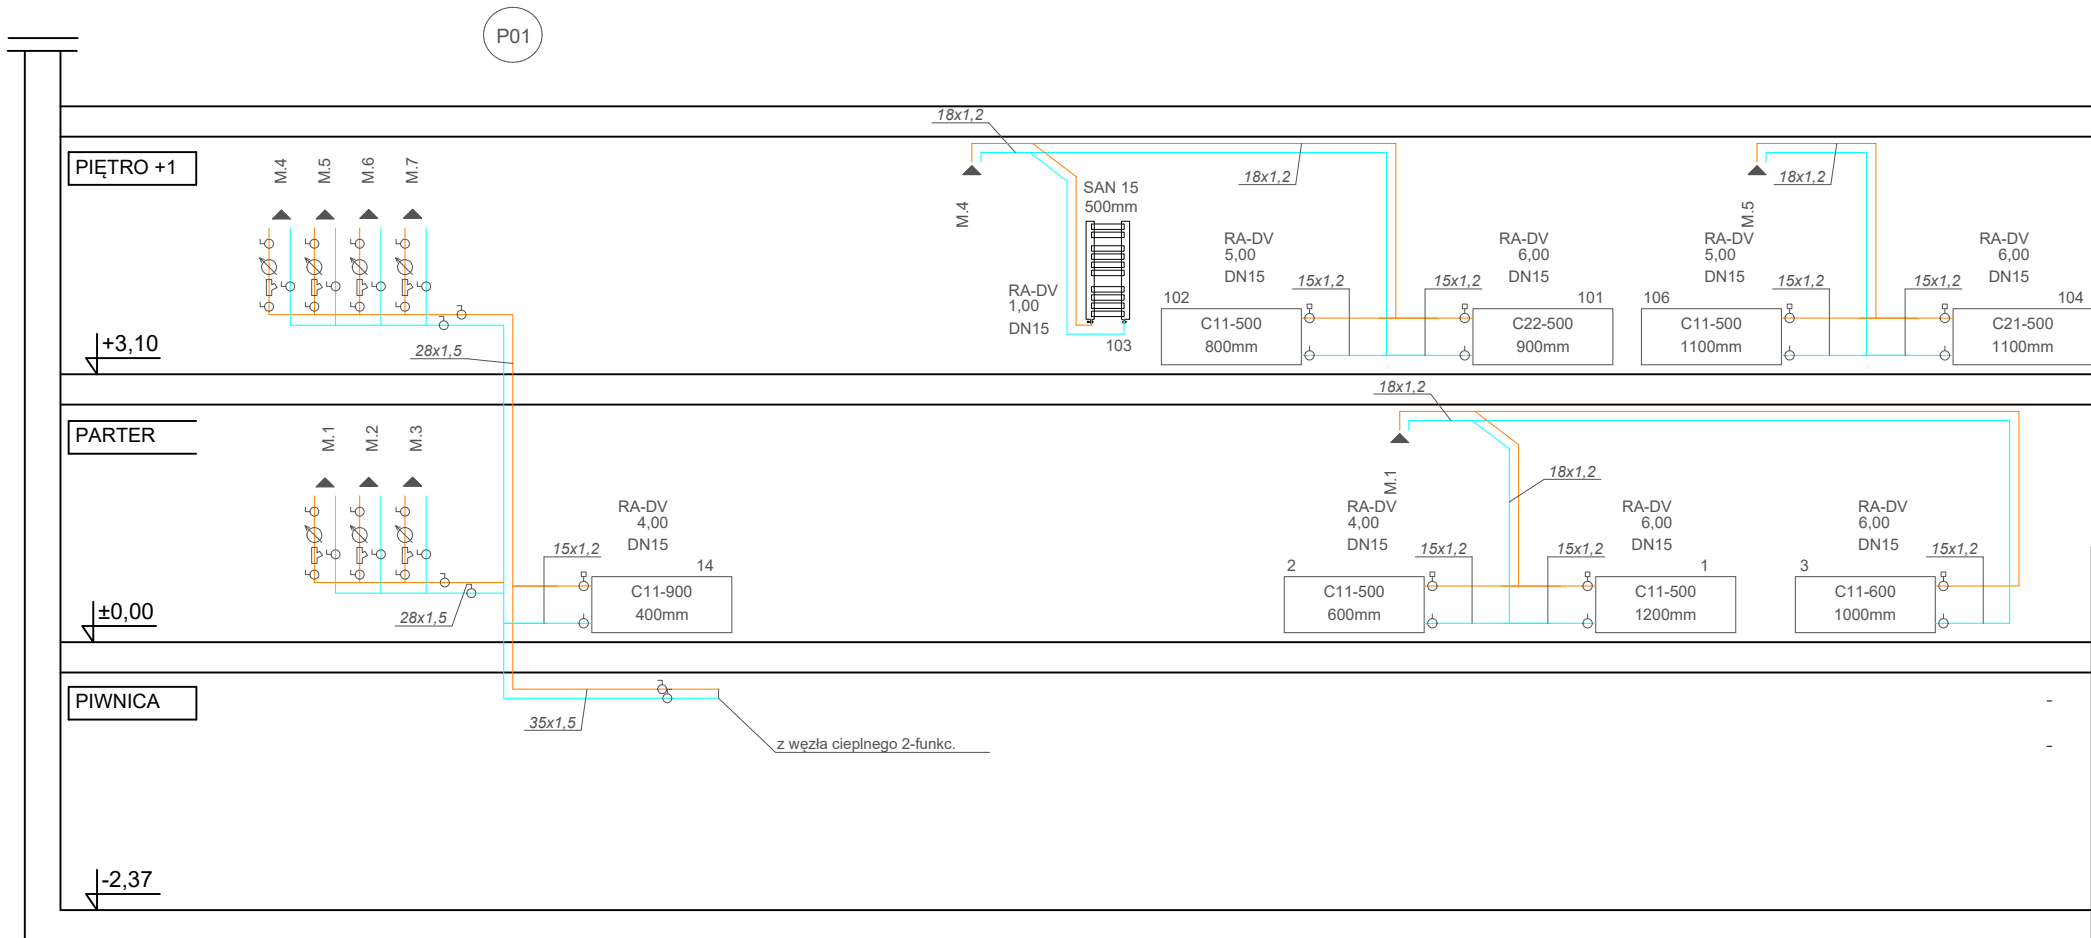 P01
18x1,2
PIĘTRO +1
M.4
M.5
M.6
M.7
M.4
SAN 15
500mm
18x1,2
M.5
18x1,2
RA-DV
5,00
DN15
RA-DV
6,00
DN15
RA-DV
5,00
DN15
RA-DV
6,00
DN15
RA-DV
1,00
DN15
15x1,2
15x1,2
15x1,2
15x1,2
102
101
106
104
C11-500
800mm
C22-500
900mm
C11-500
1100mm
C21-500
1100mm
103
+3,10
28x1,5
18x1,2
PARTER
M.1
M.2
M.3
M.1
18x1,2
RA-DV
4,00
DN15
RA-DV
4,00
DN15
RA-DV
6,00
DN15
RA-DV
6,00
DN15
15x1,2
15x1,2
15x1,2
15x1,2
14
2
1
3
C11-900
400mm
C11-500
600mm
C11-500
1200mm
C11-600
1000mm
±0,00
28x1,5
PIWNICA
-
35x1,5
z węzła cieplnego 2-funkc.
-
-2,37